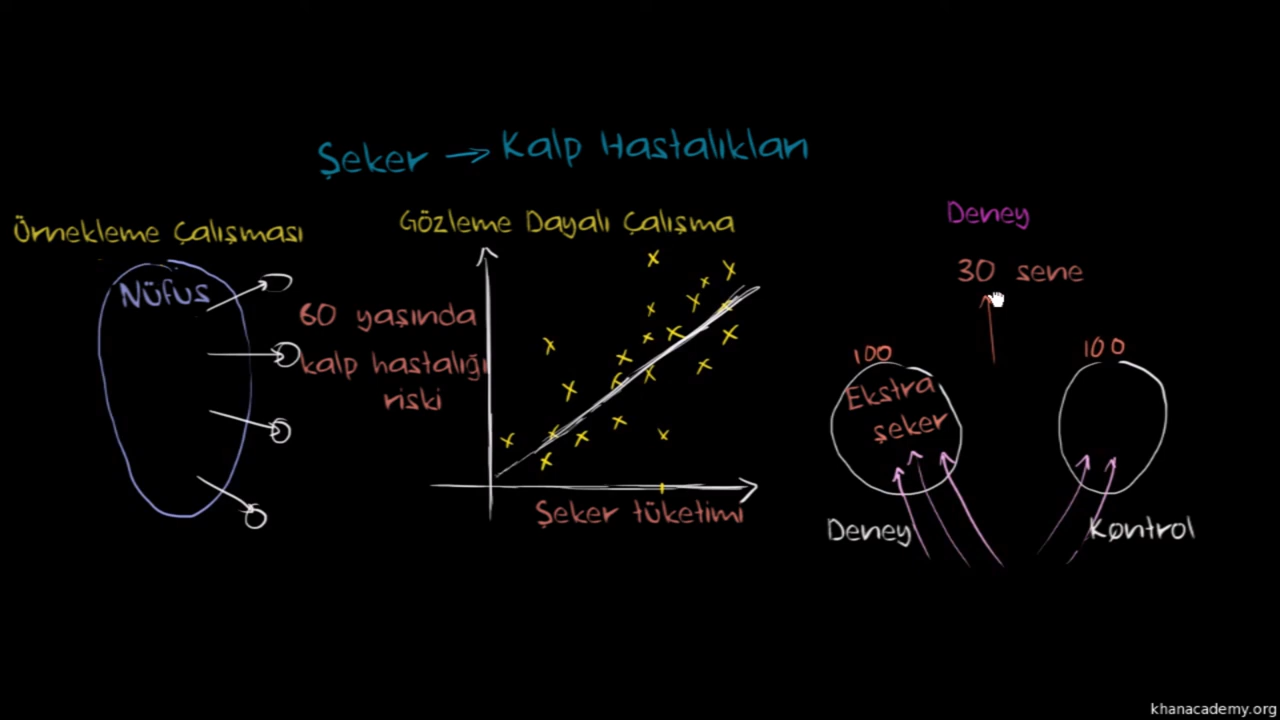 Şeker → Kalp Hastalıkları
Örnekleme Çalışması
Nüfus
Gözleme Dayalı Çalışma
60 yaşında
kalp hastalığı
riski
Şeker tüketimi
Deney
30 sene
100
Ekstra
şeker
Deney
100
Kontrol
khanacademy.org